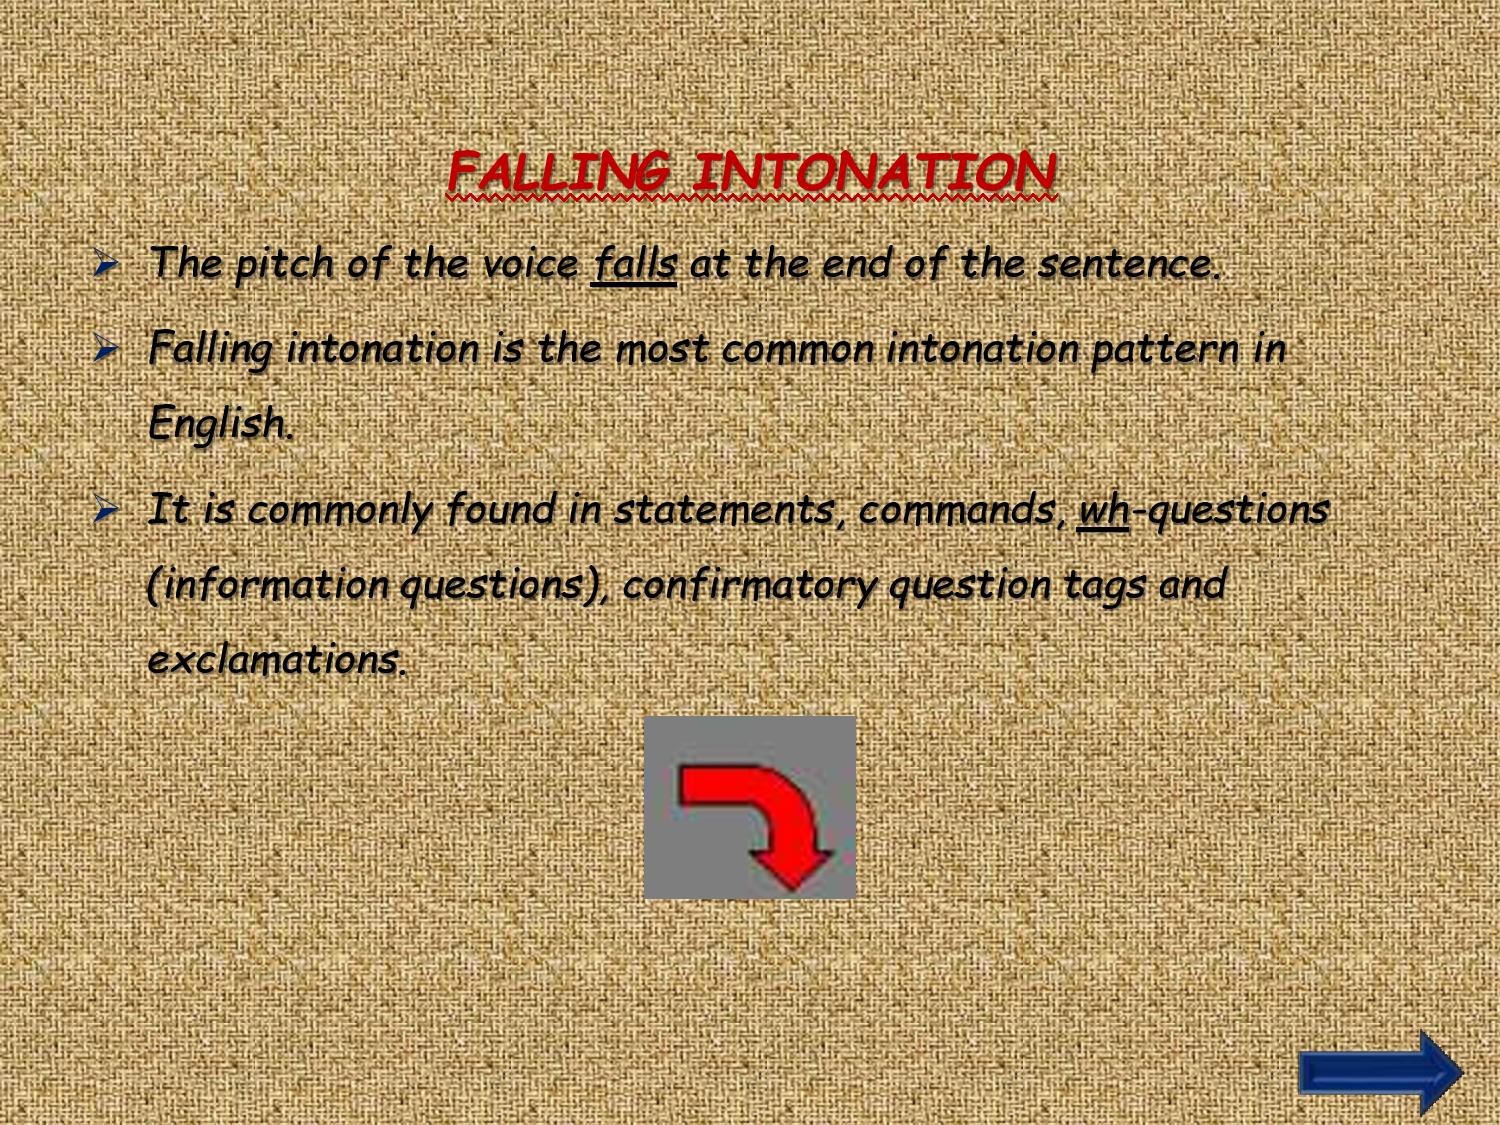 FALLING INTONATION
The pitch of the voice falls at the end of the sentence.
Falling intonation is the most common intonation pattern in
English.
It is commonly found in statements, commands, wh-questions
(information questions), confirmatory question tags and
exclamations.